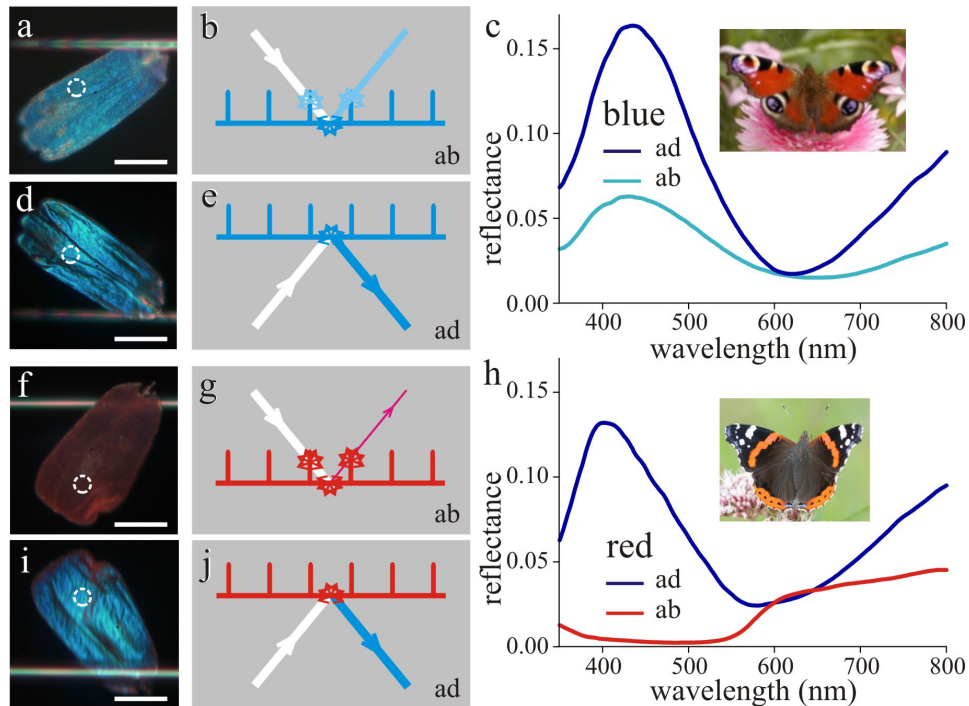 a
b
ab
c
0.15
0.10
0.05
0.00
reflectance
blue
ad
ab
400
500
600
700
800
wavelength (nm)
d
e
ad
f
g
ab
h
0.15
0.10
0.05
0.00
reflectance
red
ad
ab
400
500
600
700
800
wavelength (nm)
i
j
ad